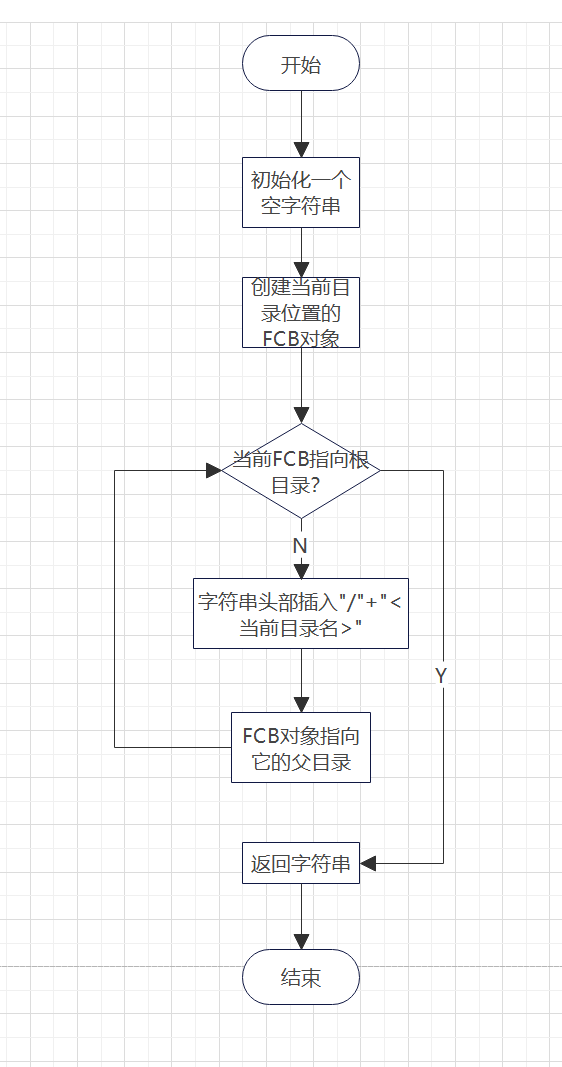 开始
初始化一个
空字符串
创建当前目
录位置的
FCB对象
当前FCB指向根
目录?
N
字符串头部插入"/"+"<
当前目录名>"
Y
FCB对象指向
它的父目录
返回字符串
结束